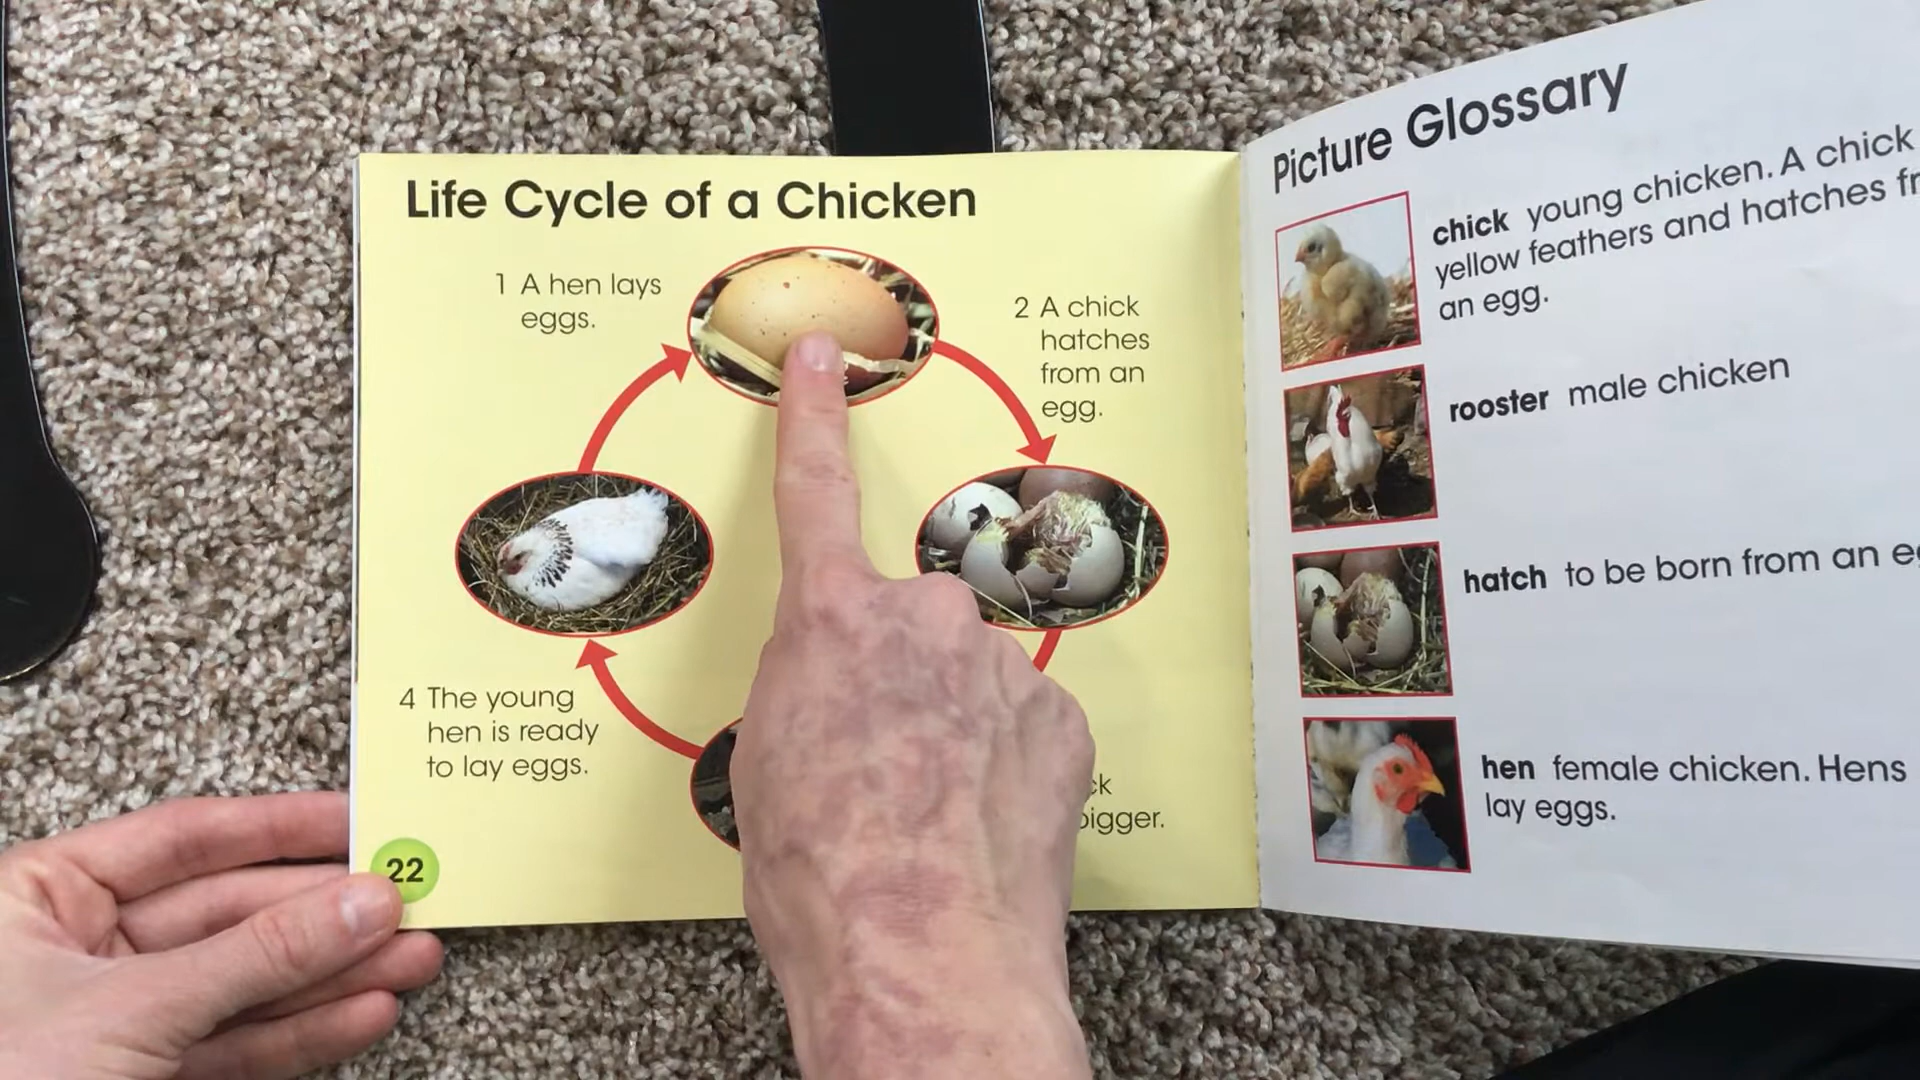 Life Cycle of a Chicken
1 A hen lays
eggs.
2 A chick
hatches
from an
egg.
bigger.
4 The young
hen is ready
to lay eggs.
22
Picture Glossary
chick young chicken. A chick
yellow feathers and hatches
an egg.
rooster male chicken
hatch to be born from an
hen female chicken. Hens
lay eggs.